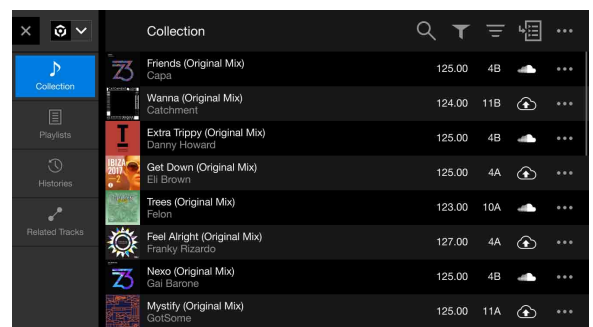 Collection
Collection
Playlists
Histories
Related Tracks
Friends (Original Mix)
Capa
125.00 4B
Wanna (Original Mix)
Catchment
124.00 11B
Extra Trippy (Original Mix)
Danny Howard
125.00 4B
IBIZA
2017
Get Down (Original Mix)
Eli Brown
125.00 4A
Trees (Original Mix)
Felon
123.00 10A
Feel Alright (Original Mix)
Franky Rizardo
127.00 4A
Nexo (Original Mix)
Gai Barone
125.00 4B
Mystify (Original Mix)
GotSome
125.00 11A